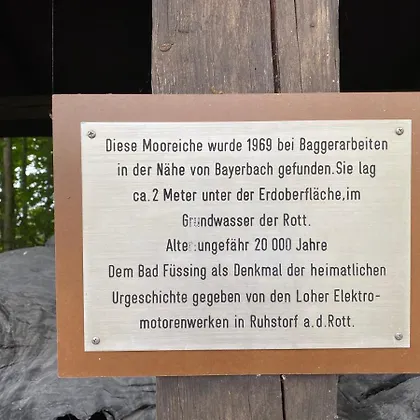 Diese Mooreiche wurde 1969 bei Baggerarbeiten
in der Nähe von Bayerbach gefunden.Sie lag
ca.2 Meter unter der Erdoberfläche,im
Grundwasser der Rott.
Alter:ungefähr 20 000 Jahre
Dem Bad Füssing als Denkmal der heimatlichen
Urgeschichte gegeben von den Loher Elektro-
motorenwerken in Ruhstorf a.d.Rott.